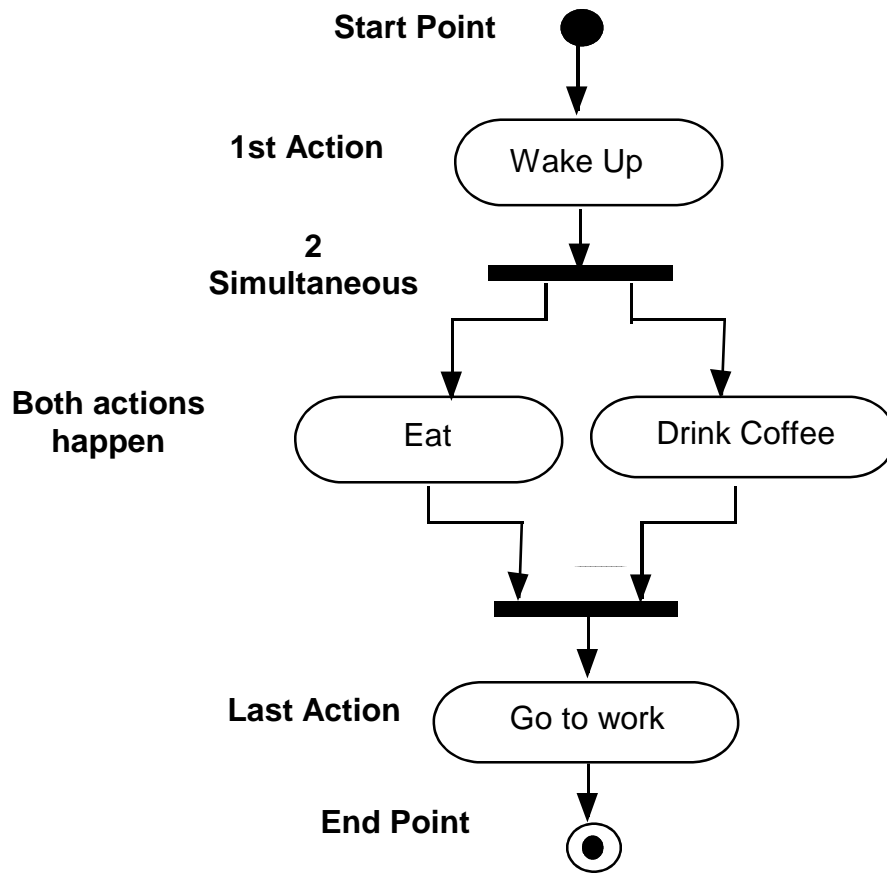 Start Point
1st Action
Wake Up
2
Simultaneous
Both actions
happen
Eat
Drink Coffee
Last Action
Go to work
End Point